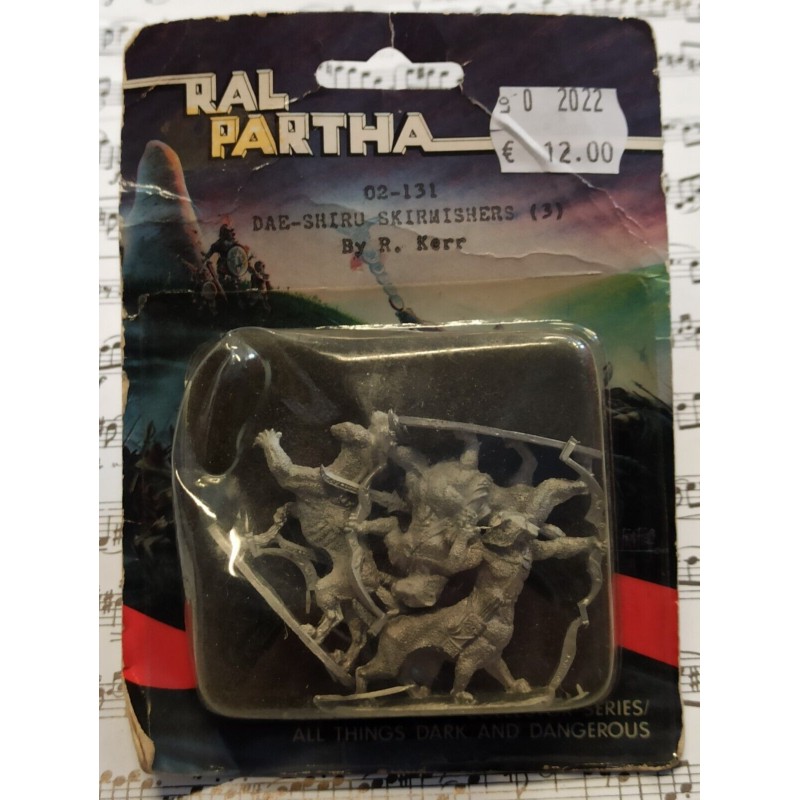 RAL
PARTHA
90 2022
€ 12.00
02-131
DAE-SHIRU SKIRMISHERS (3)
By R. Kerr
SERIES/
ALL THINGS DARK AND DANGEROUS